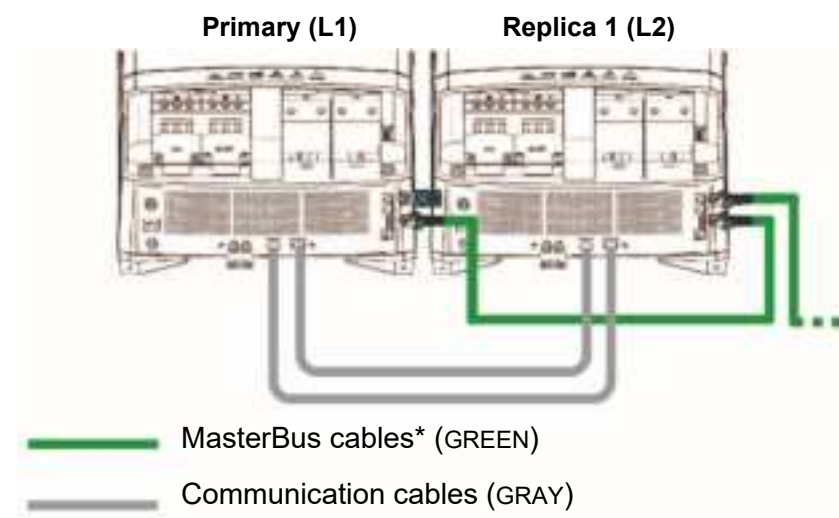 Primary (L1) Replica 1 (L2)
MasterBus cables* (GREEN)
Communication cables (GRAY)